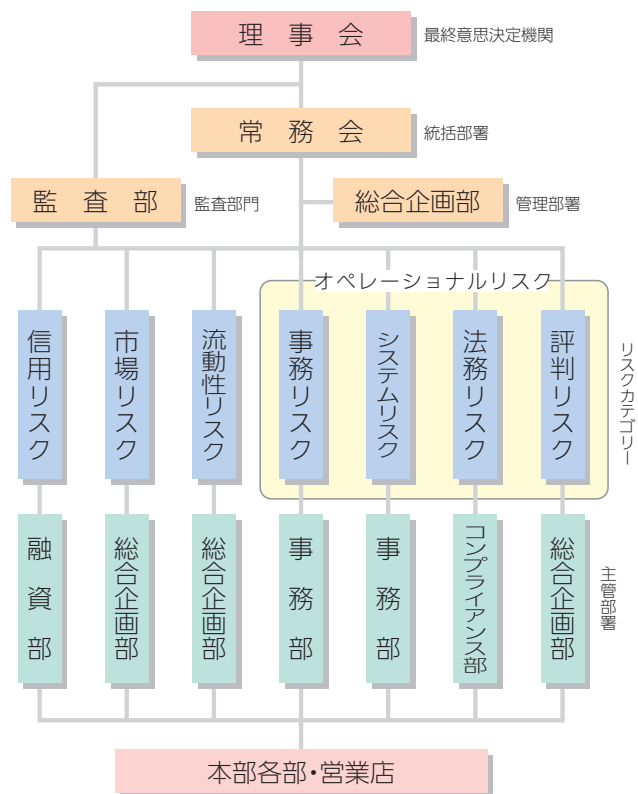 理事会
最終意思決定機関
常務会
統括部署
監査部
監査部門
総合企画部
管理部署
オペレーショナルリスク
信用リスク
市場リスク
流動性リスク
事務リスク
システムリスク
法務リスク
評判リスク
リスクカテゴリー
融資部
総合企画部
総合企画部
事務部
事務部
コンプライアンス部
総合企画部
主管部署
本部各部・営業店